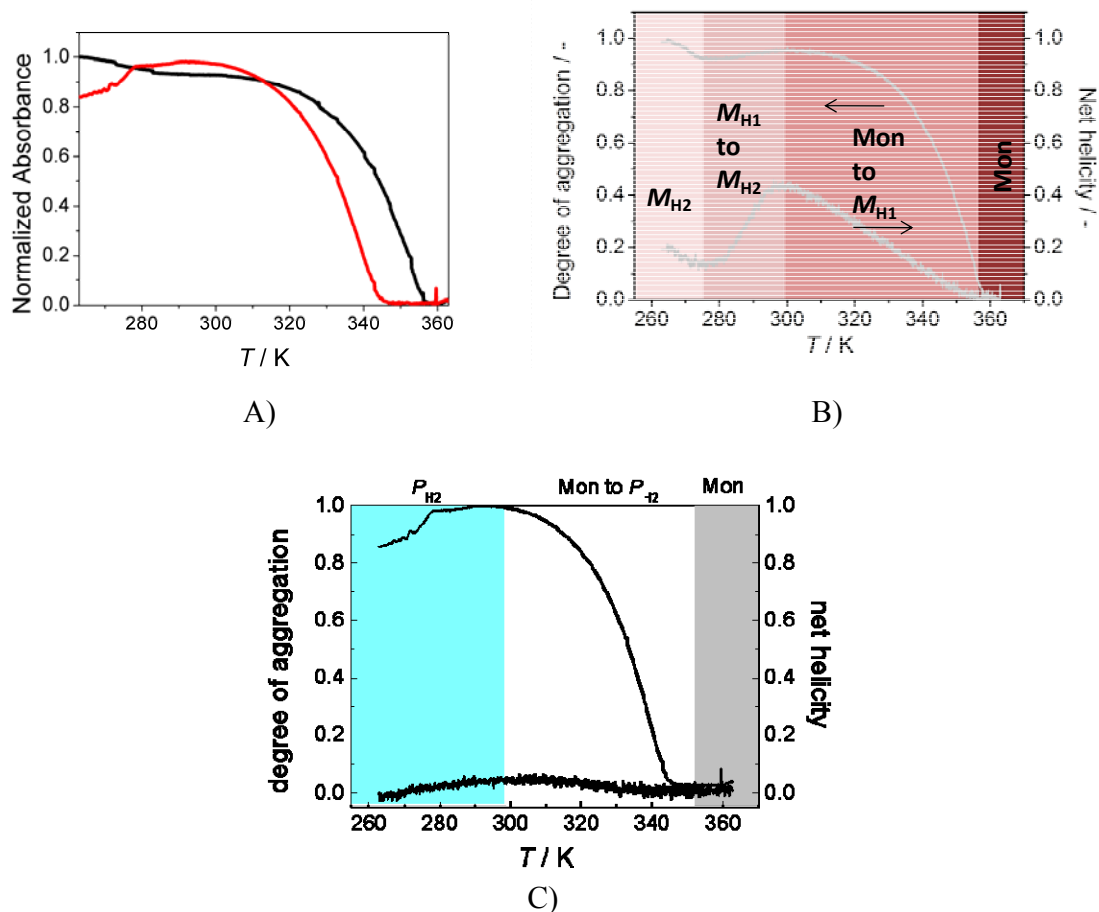 1.0
0.8
0.6
0.4
0.2
0.0
Normalized Absorbance
280
300
320
340
360
T / K
A)
1.0
0.8
0.6
0.4
0.2
0.0
Degree of aggregation / -
MH2
MH1
to
MH2
Mon
to
MH1
Mon
1.0
0.8
0.6
0.4
0.2
0.0
Net helicity / -
260 280 300 320 340 360
T / K
B)
PH2 Mon to P-I2 Mon
1.0
0.8
0.6
0.4
0.2
0.0
degree of aggregation
1.0
0.8
0.6
0.4
0.2
0.0
net helicity
260 280 300 320 340 360
T / K
C)